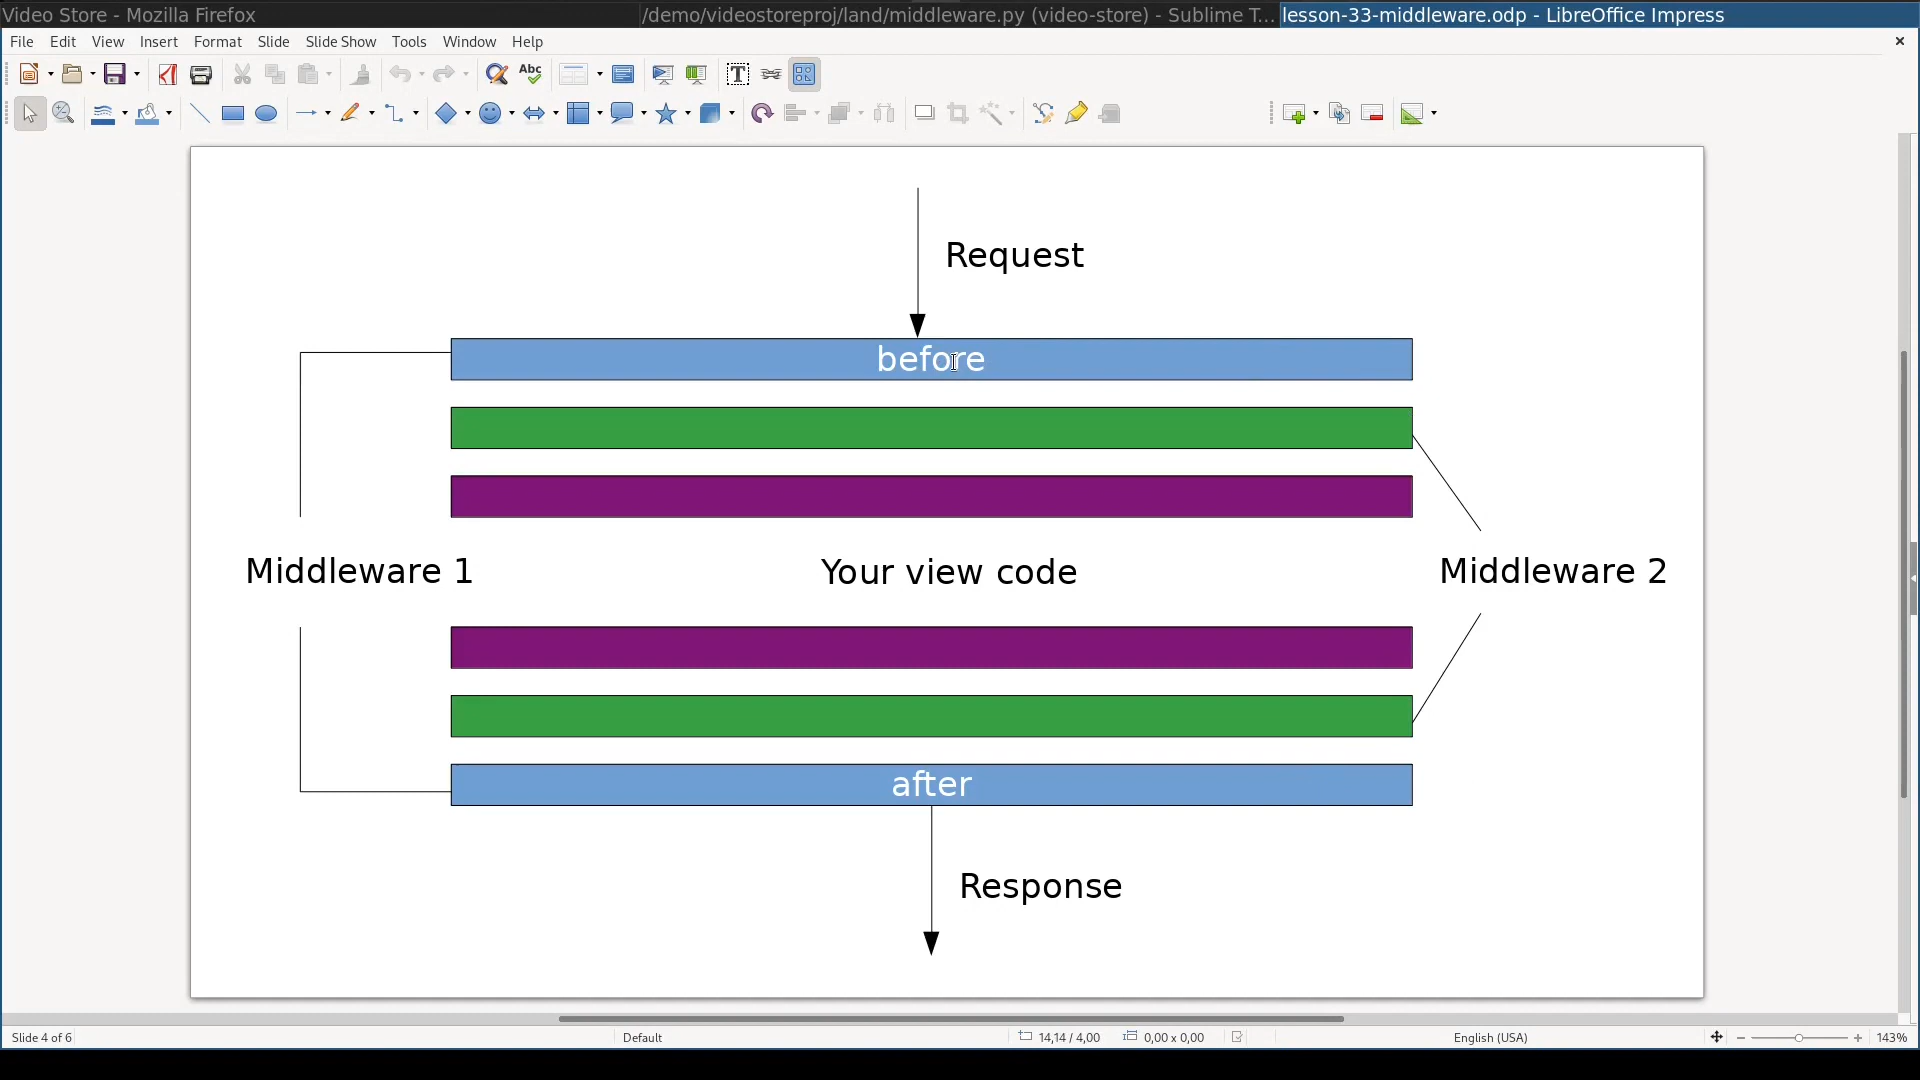 Video Store - Mozilla Firefox
/demo/videostoreproj/land/middleware.py (video-store) - Sublime T...
lesson-33-middleware.odp - LibreOffice Impress
File Edit View Insert Format Slide Slide Show Tools Window Help
Abc
T
Request
before
Middleware 1
Your view code
Middleware 2
after
Response
Slide 4 of 6
Default
14,14 / 4,00
0,00 x 0,00
English (USA)
143%